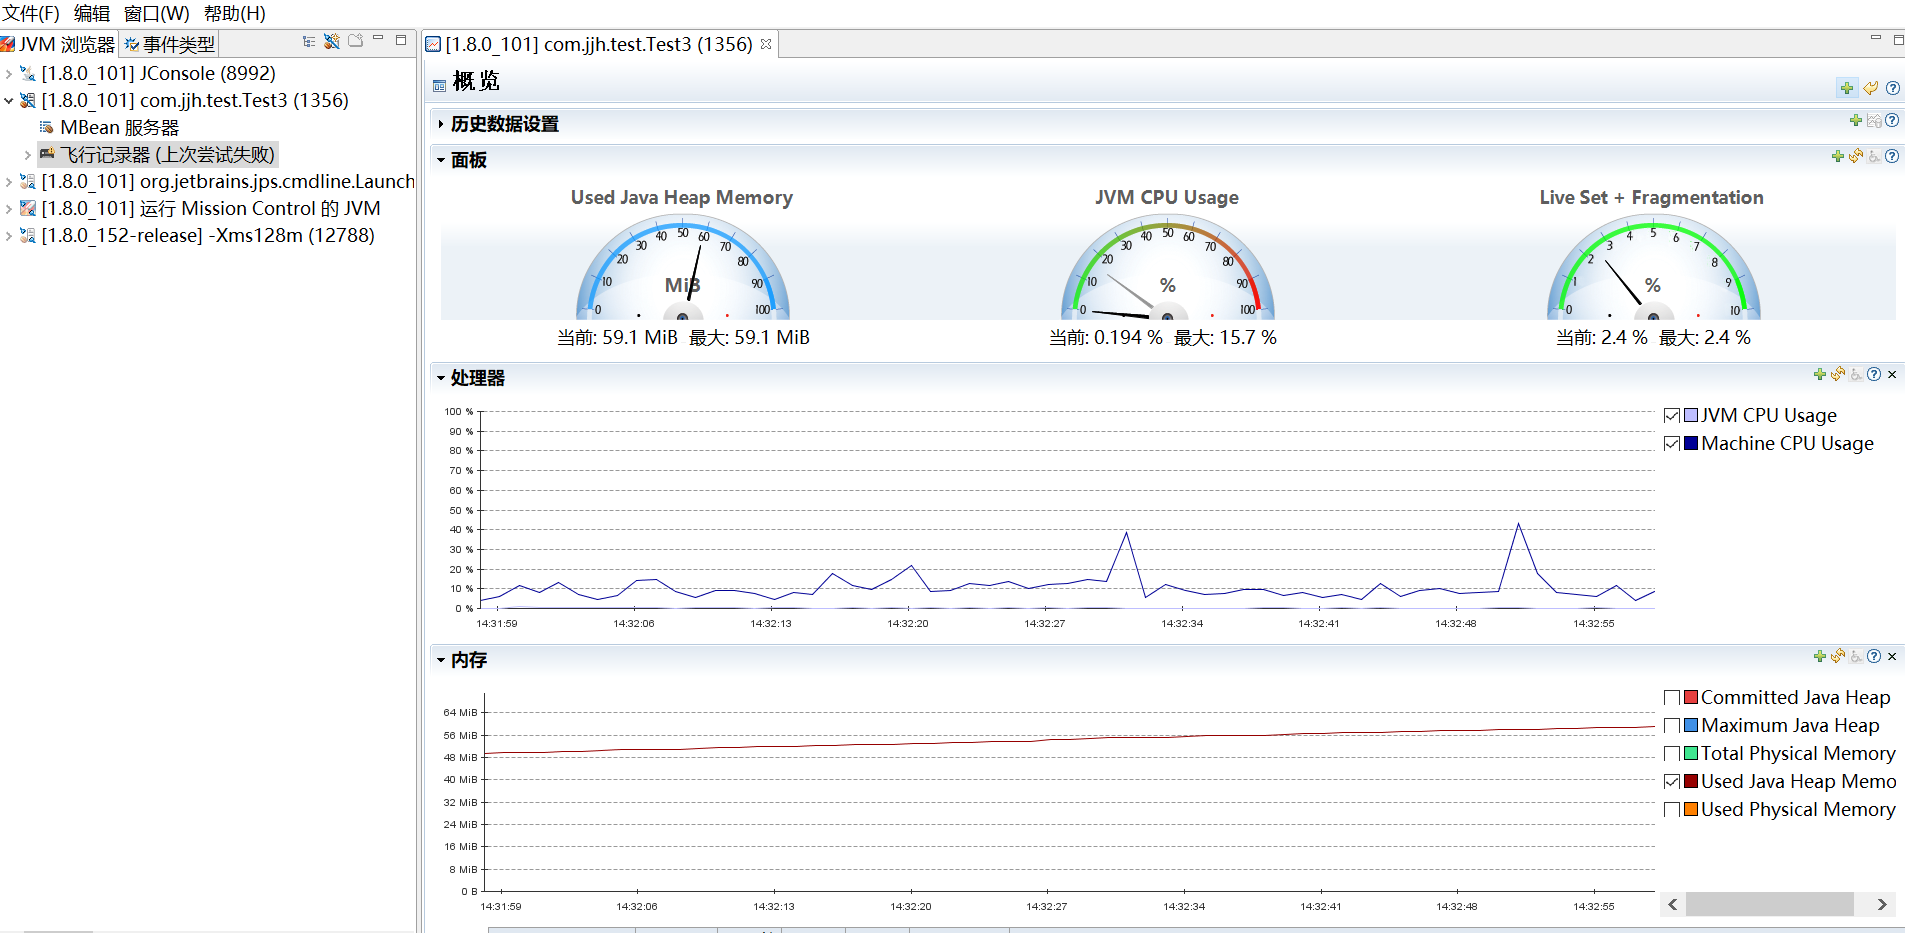 文件(F) 编辑 窗口(W) 帮助(H)
JVM 浏览器 事件类型
[1.8.0_101] JConsole (8992)
[1.8.0_101] com.jjh.test.Test3 (1356)
MBean 服务器
飞行记录器 (上次尝试失败)
[1.8.0_101] org.jetbrains.jps.cmdline.Launch
[1.8.0_101] 运行 Mission Control 的 JVM
[1.8.0_152-release] -Xms128m (12788)
[1.8.0_101] com.jjh.test.Test3 (1356)
概览
历史数据设置
面板
Used Java Heap Memory
0 10 20 30 40 50 60 70 80 90 100
MiB
当前: 59.1 MiB 最大: 59.1 MiB
JVM CPU Usage
0 10 20 30 40 50 60 70 80 90 100
%
当前: 0.194 % 最大: 15.7 %
Live Set + Fragmentation
0 1 2 3 4 5 6 7 8 9 10
%
当前: 2.4 % 最大: 2.4 %
处理器
100 %
90 %
80 %
70 %
60 %
50 %
40 %
30 %
20 %
10 %
0 %
14:31:59 14:32:06 14:32:13 14:32:20 14:32:27 14:32:34 14:32:41 14:32:48 14:32:55
JVM CPU Usage
Machine CPU Usage
内存
64 MiB
56 MiB
48 MiB
40 MiB
32 MiB
24 MiB
16 MiB
8 MiB
0 B
14:31:59 14:32:06 14:32:13 14:32:20 14:32:27 14:32:34 14:32:41 14:32:48 14:32:55
Committed Java Heap
Maximum Java Heap
Total Physical Memory
Used Java Heap Memo
Used Physical Memory